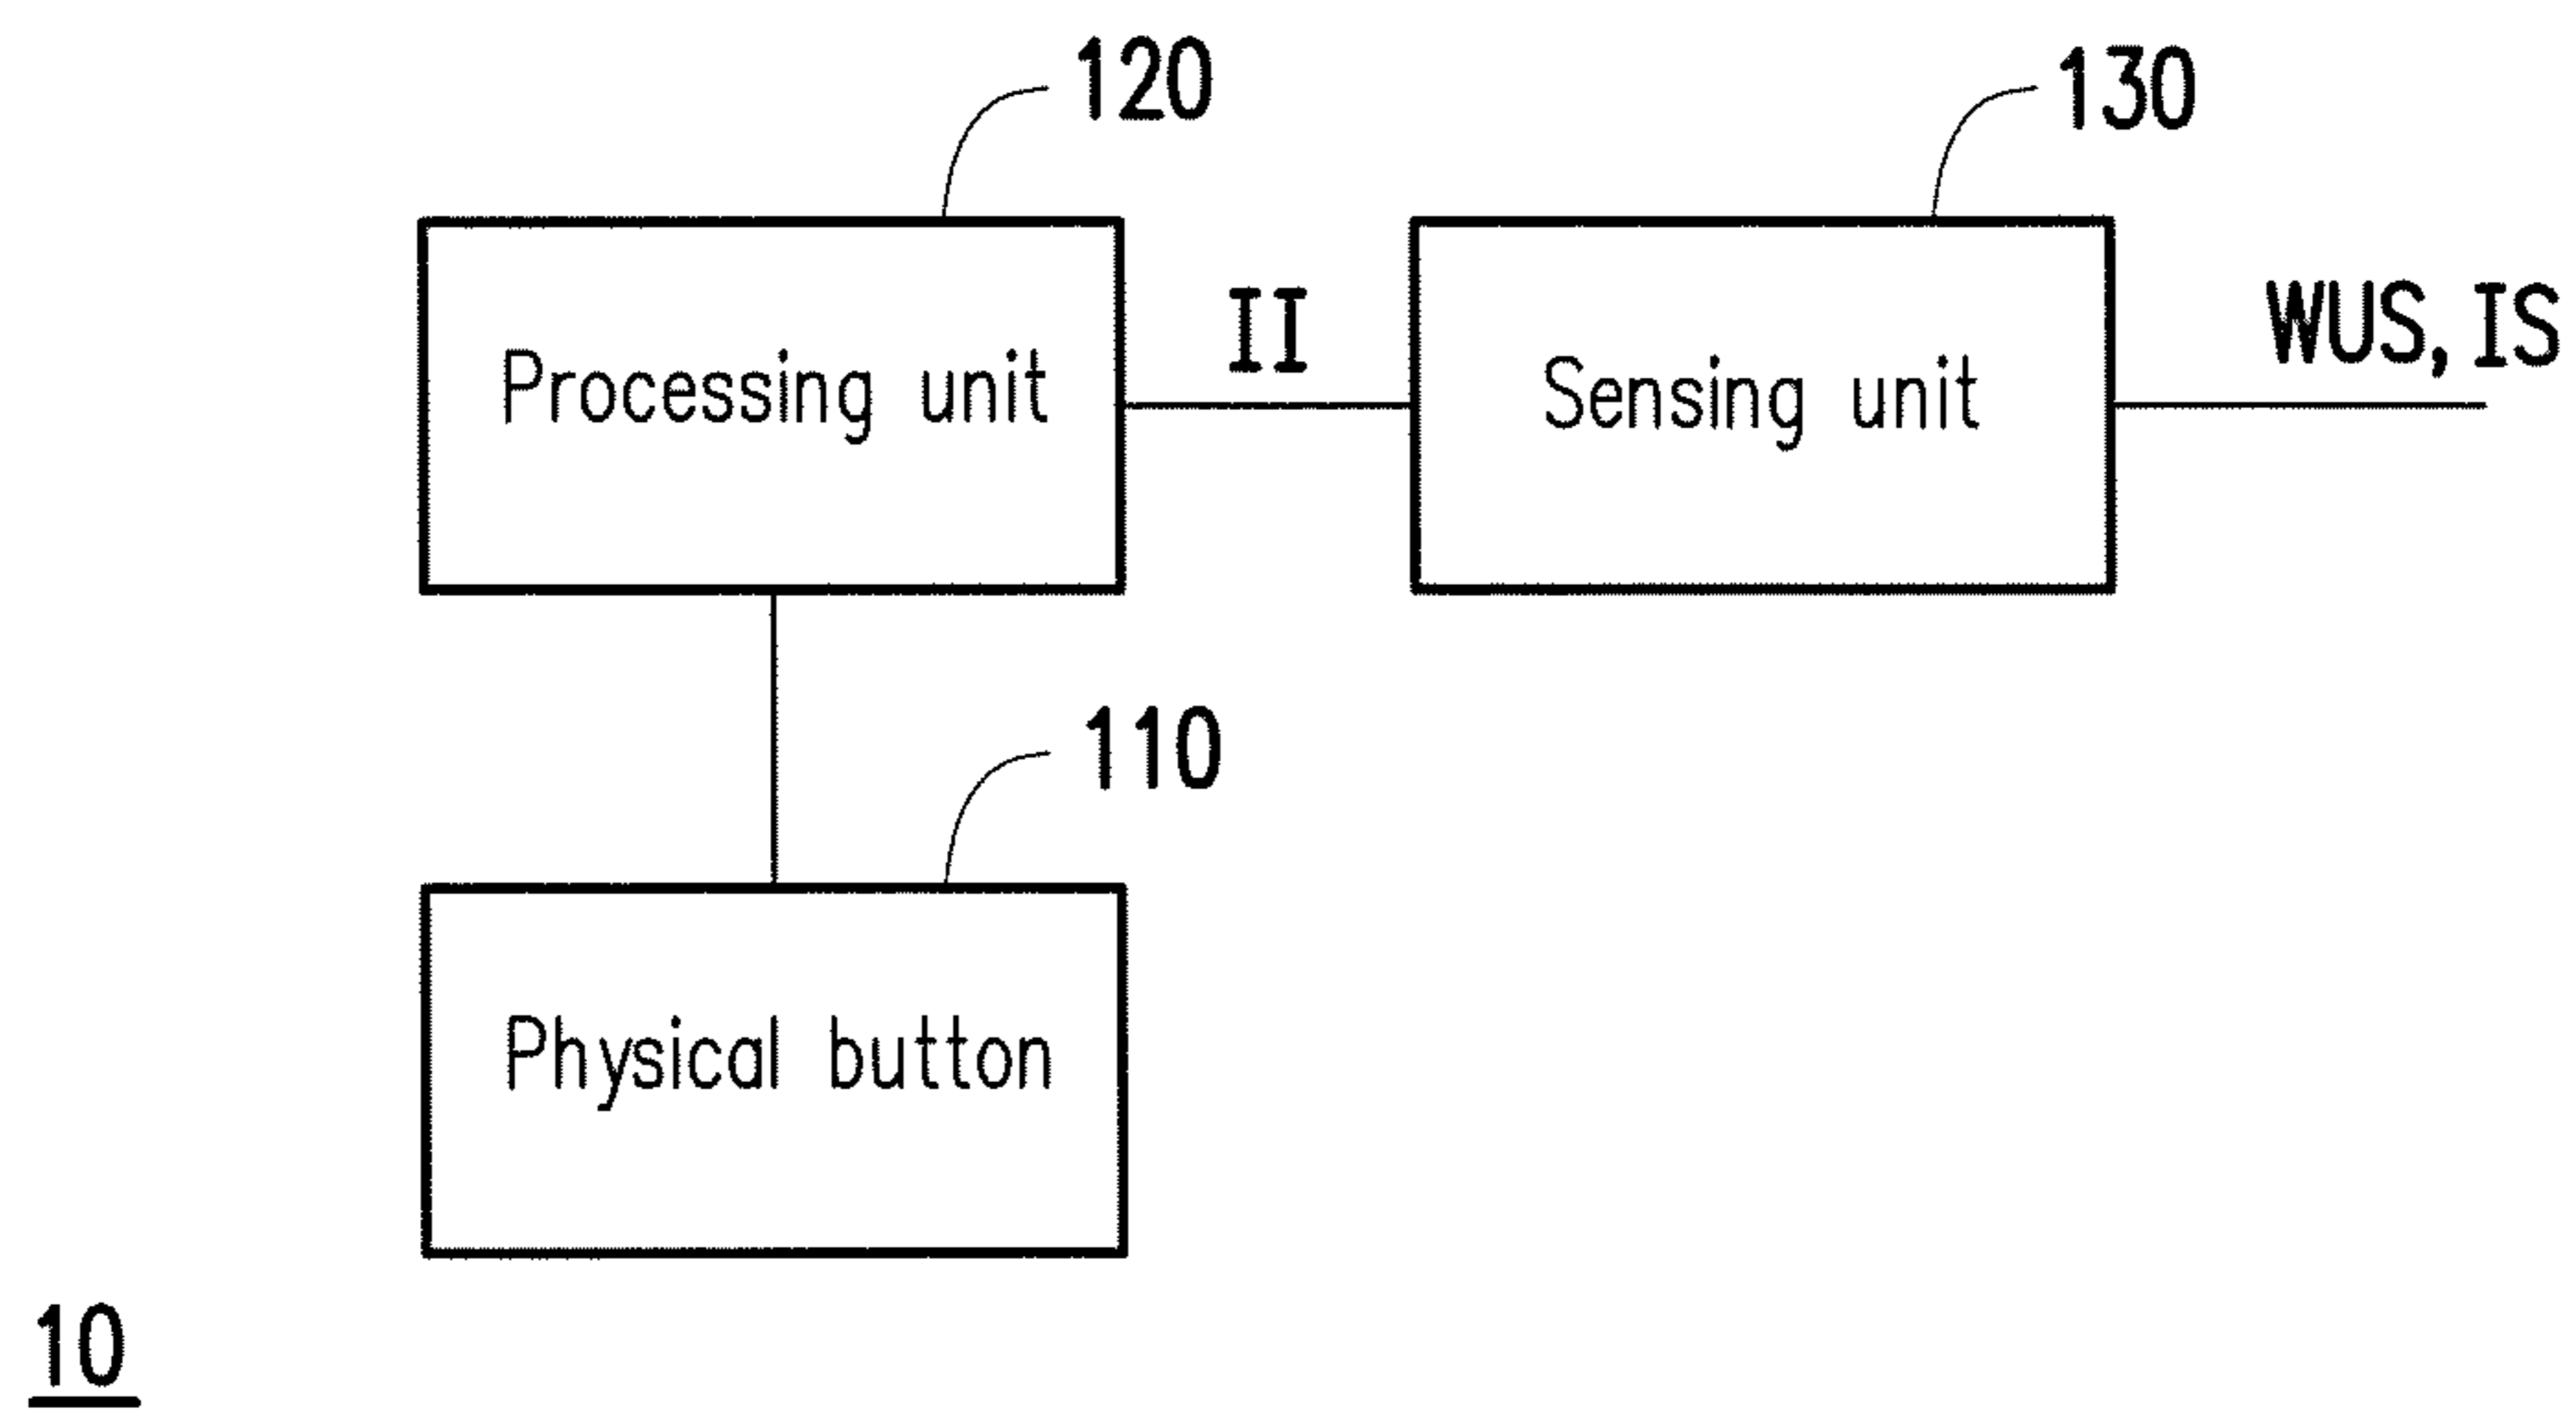 120
130
Processing unit
II
Sensing unit
WUS, IS
110
Physical button
10